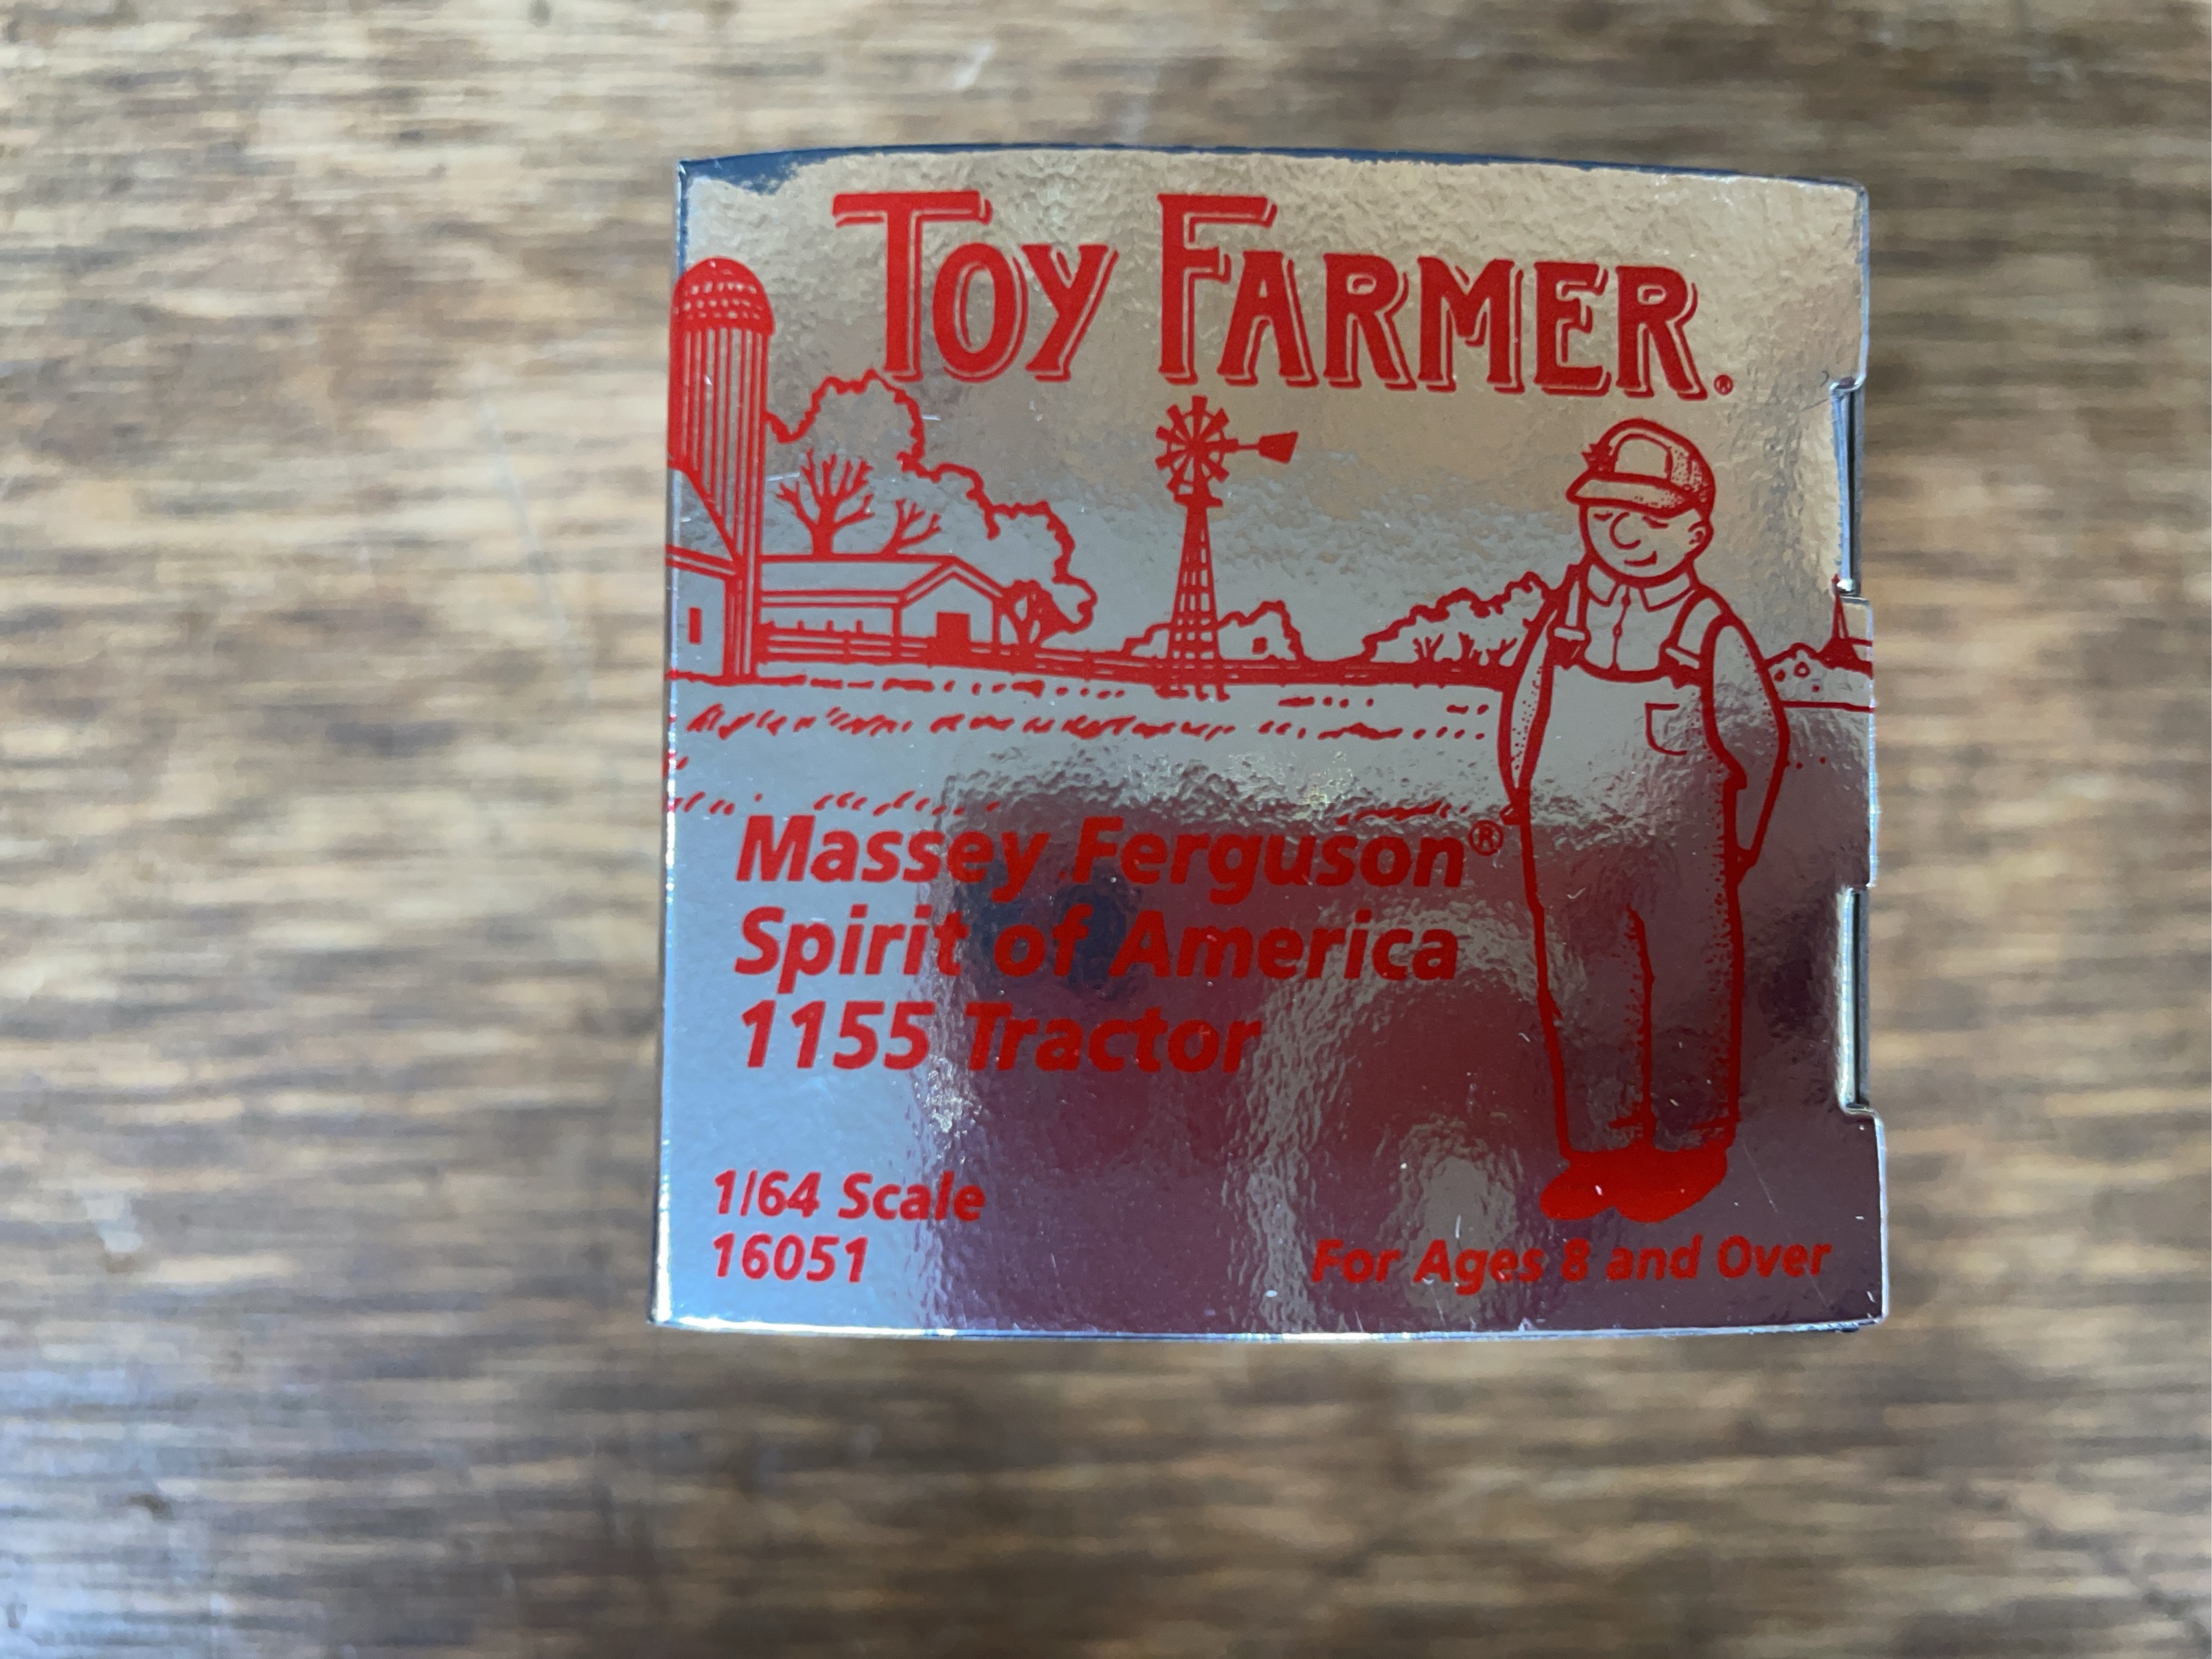 TOY FARMER®
Massey Ferguson®
Spirit of America
1155 Tractor
1/64 Scale
16051
For Ages 8 and Over